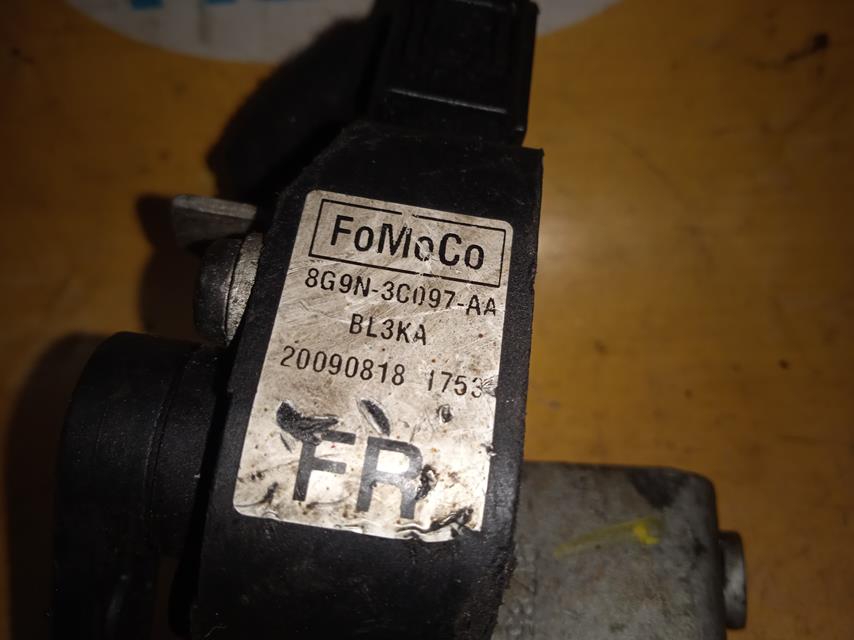 FoMoCo
8G9N-3C097-AA
BL3KA
20090818 1753
FR